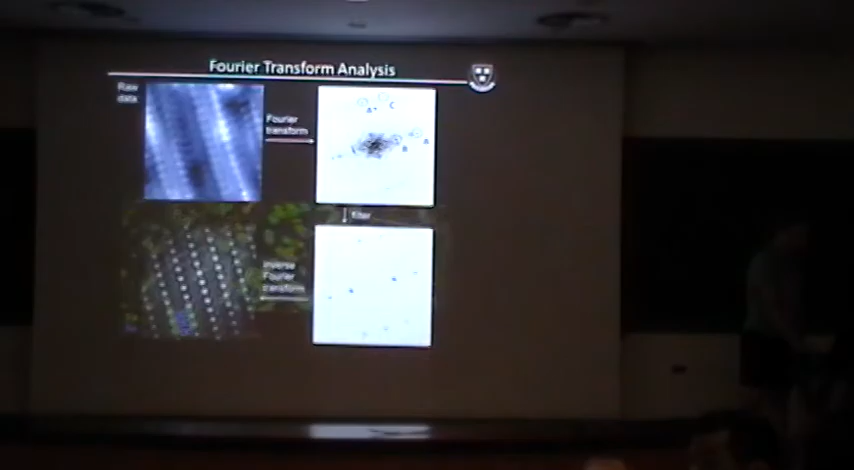 Fourier Transform Analysis
Raw
data
Fourier
transform
A
C
B
filter
Inverse
Fourier
transform